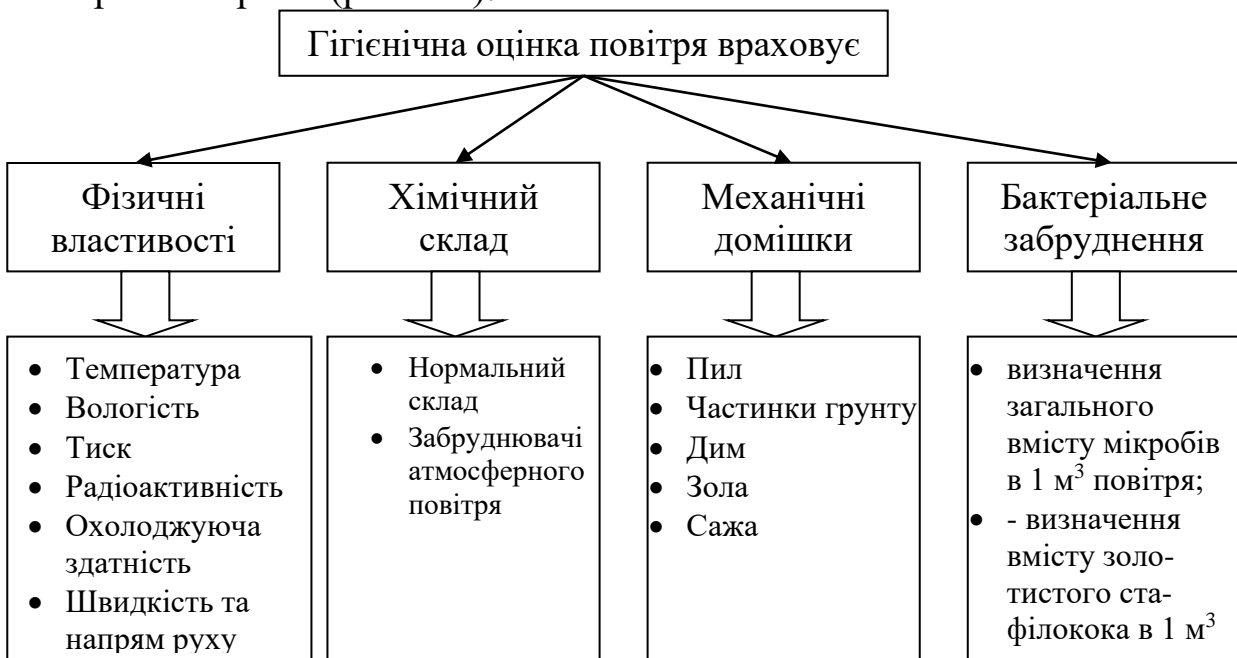 Гігієнічна оцінка повітря враховує
Фізичні
властивості
Хімічний
склад
Механічні
домішки
Бактеріальне
забруднення
• Температура
• Вологість
• Тиск
• Радіоактивність
• Охолоджуюча
здатність
• Швидкість та
напрям руху
• Нормальний
склад
• Забруднювачі
атмосферного
повітря
• Пил
• Частинки грунту
• Дим
• Зола
• Сажа
• визначення
загального
вмісту мікробів
в 1 м³ повітря;
• - визначення
вмісту золо-
тистого ста-
філокока в 1 м³